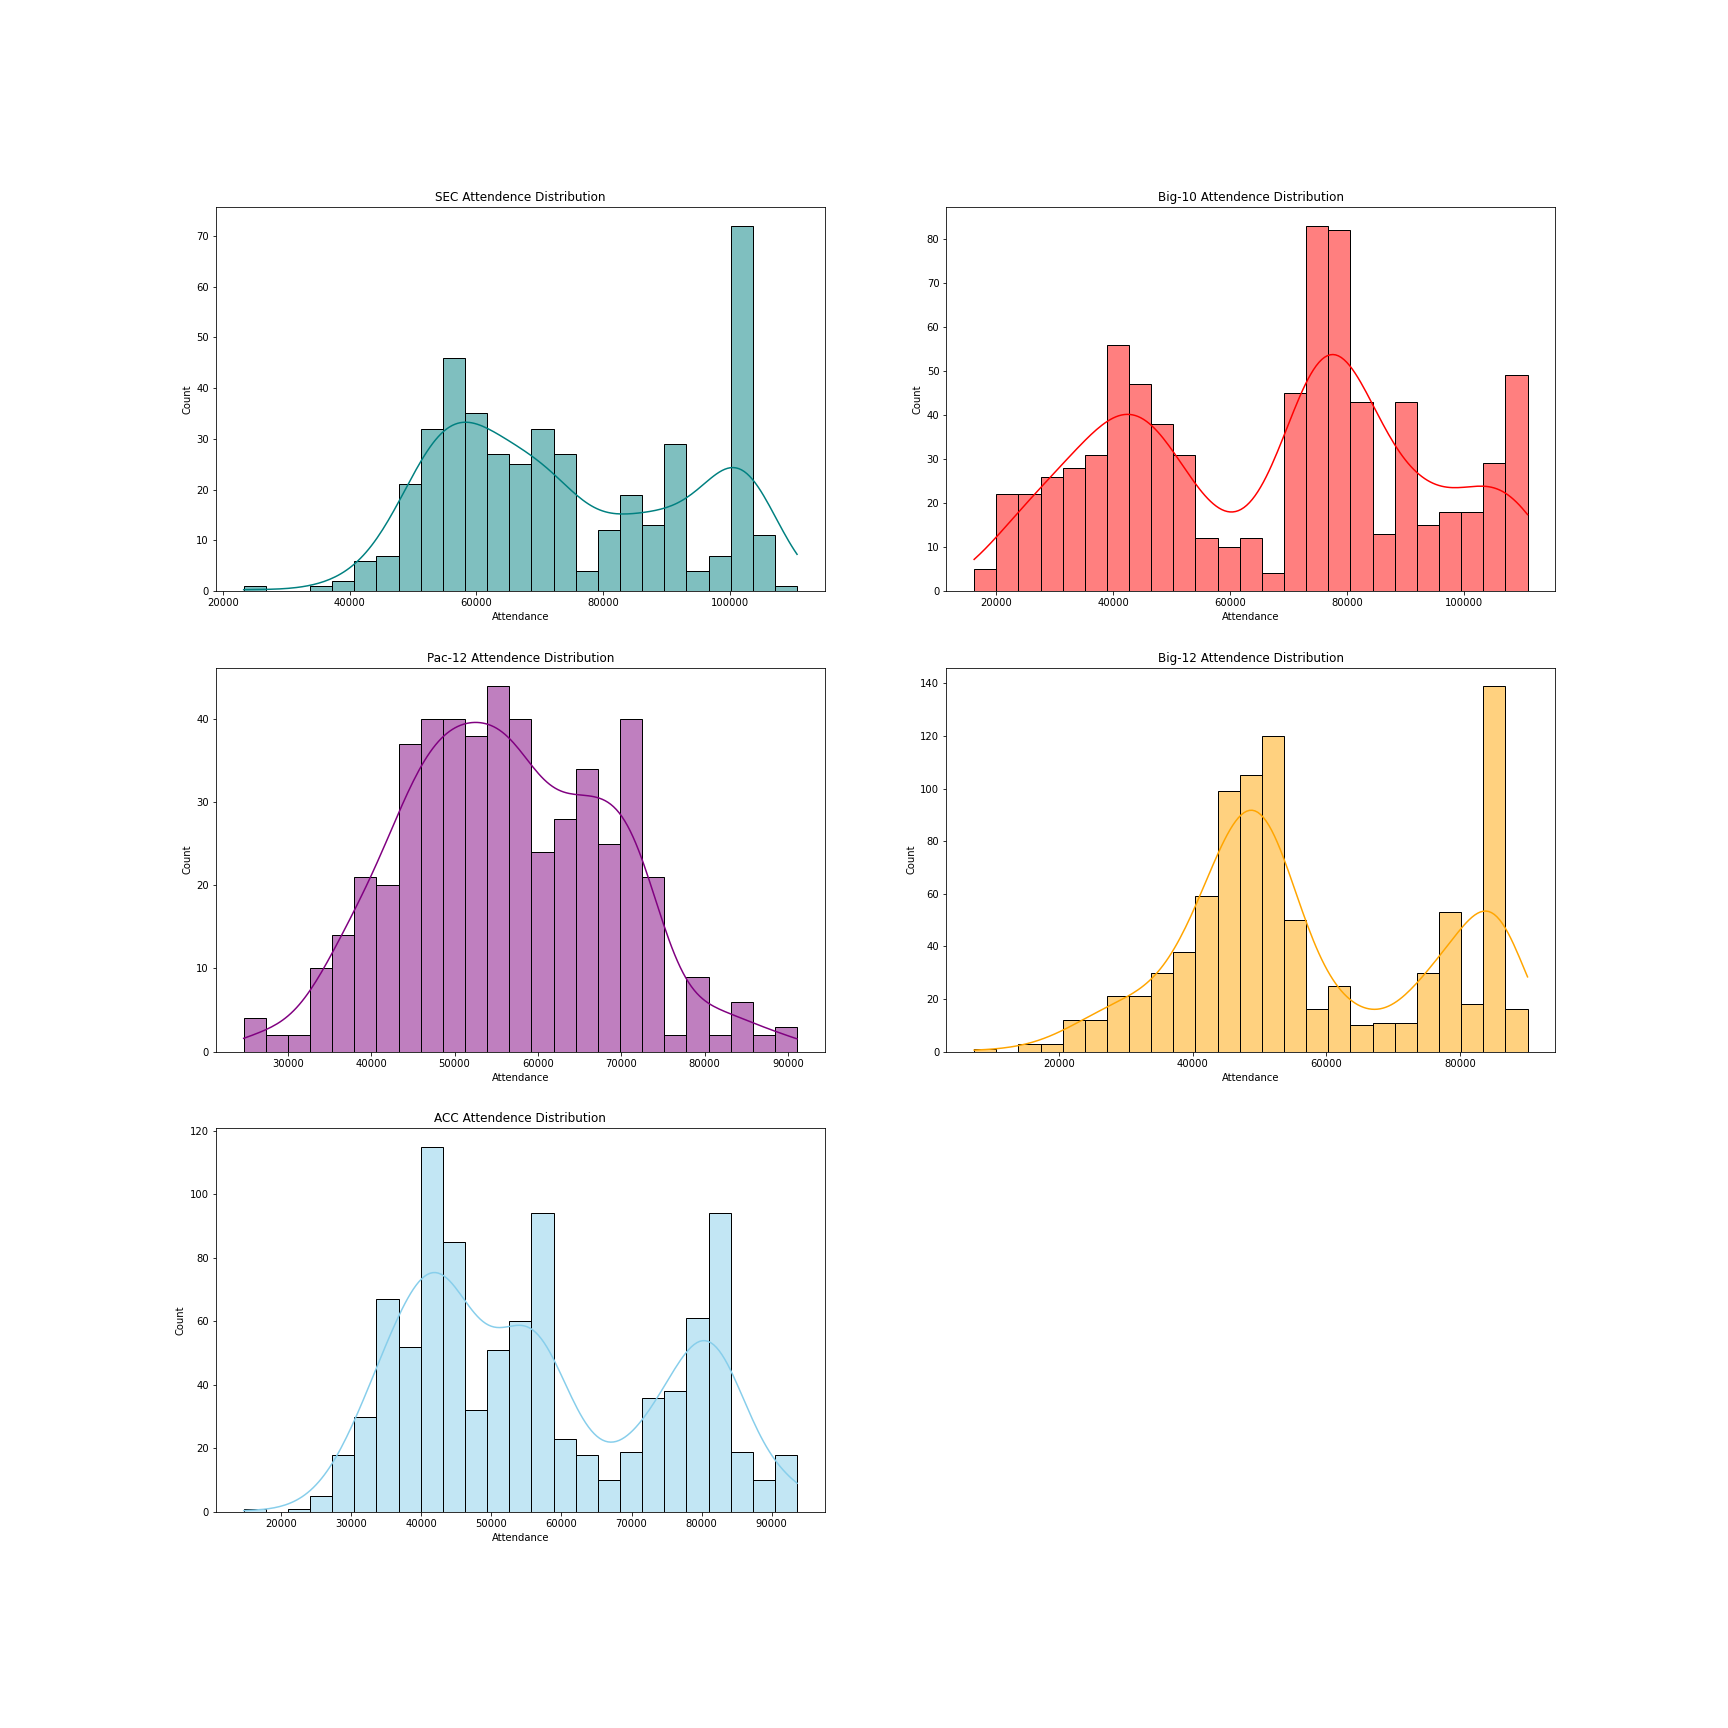 SEC Attendence Distribution
70
60
50
40
30
20
10
0
Count
20000 40000 60000 80000 100000
Attendance
Big-10 Attendence Distribution
80
70
60
50
40
30
20
10
0
Count
20000 40000 60000 80000 100000
Attendance
Pac-12 Attendence Distribution
40
30
20
10
0
Count
30000 40000 50000 60000 70000 80000 90000
Attendance
Big-12 Attendence Distribution
140
120
100
80
60
40
20
0
Count
20000 40000 60000 80000
Attendance
ACC Attendence Distribution
120
100
80
60
40
20
0
Count
20000 30000 40000 50000 60000 70000 80000 90000
Attendance